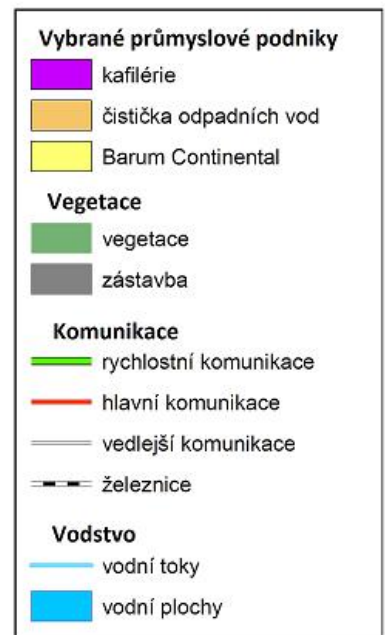 Vybrané průmyslové podniky
kafilérie
čistička odpadních vod
Barum Continental
Vegetace
vegetace
zástavba
Komunikace
rychlostní komunikace
hlavní komunikace
vedlejší komunikace
železnice
Vodstvo
vodní toky
vodní plochy